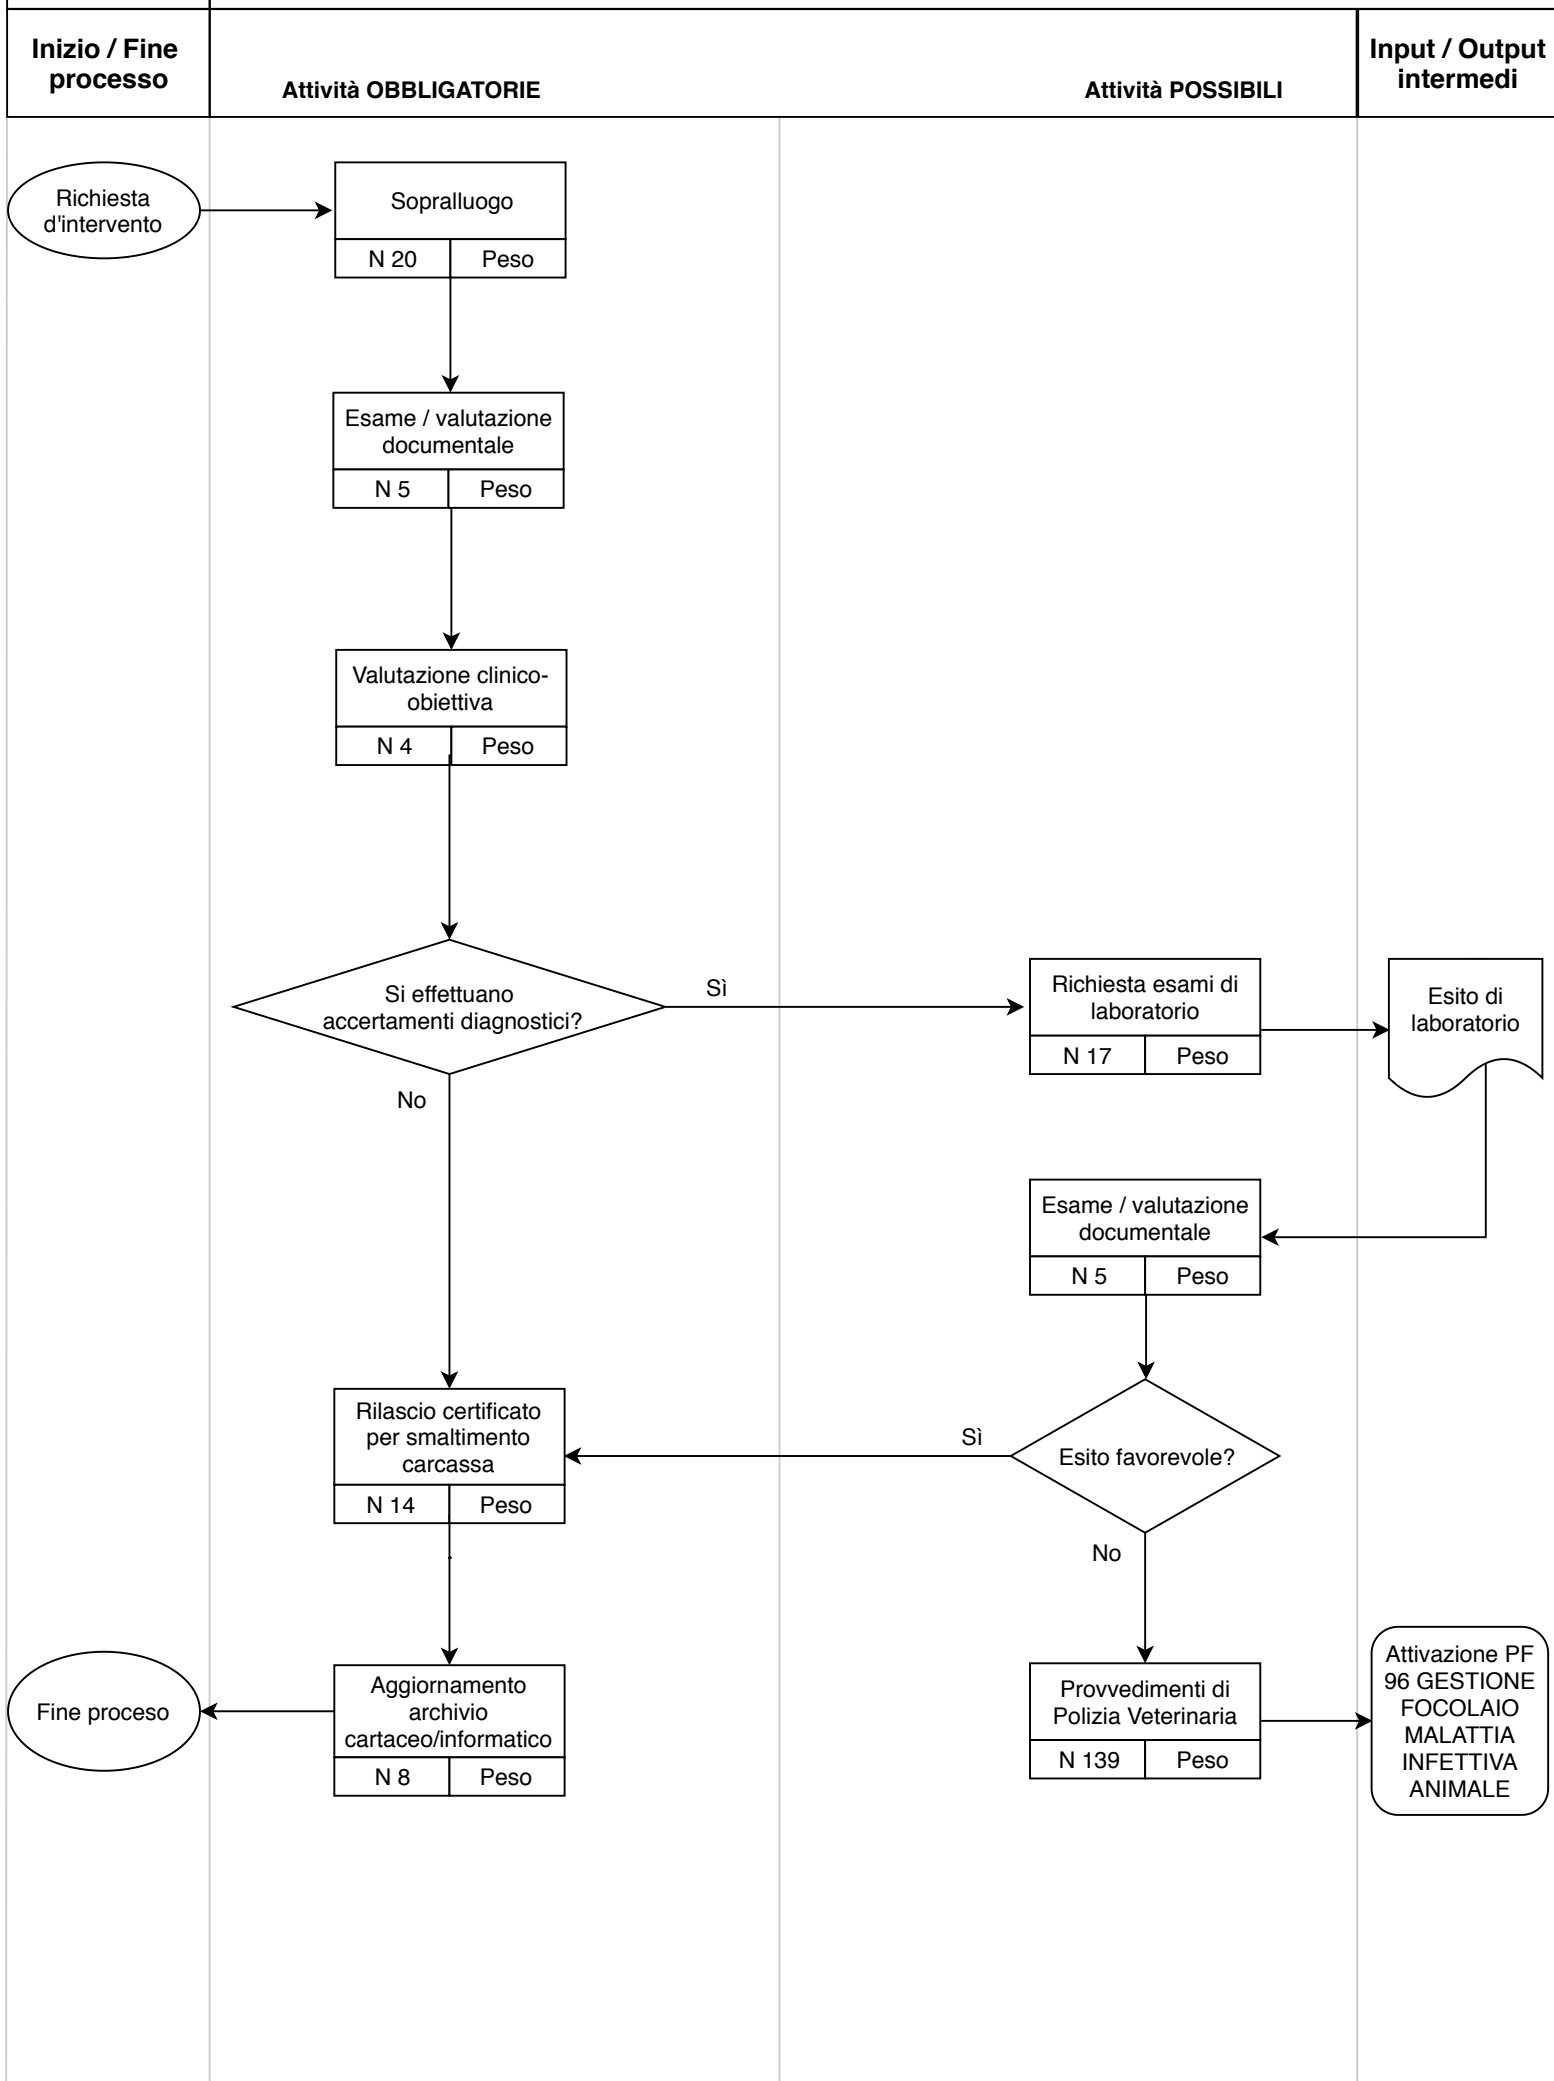 Inizio / Fine
processo
Attività OBBLIGATORIE
Attività POSSIBILI
Input / Output
intermedi
Richiesta
d'intervento
Sopralluogo
N 20
Peso
Esame / valutazione
documentale
N 5
Peso
Valutazione clinico-
obiettiva
N 4
Peso
Si effettuano
accertamenti diagnostici?
Sì
No
Richiesta esami di
laboratorio
N 17
Peso
Esito di
laboratorio
Esame / valutazione
documentale
N 5
Peso
Esito favorevole?
Sì
No
Rilascio certificato
per smaltimento
carcassa
N 14
Peso
Aggiornamento
archivio
cartaceo/informatico
N 8
Peso
Fine proceso
Provvedimenti di
Polizia Veterinaria
N 139
Peso
Attivazione PF
96 GESTIONE
FOCOLAIO
MALATTIA
INFETTIVA
ANIMALE